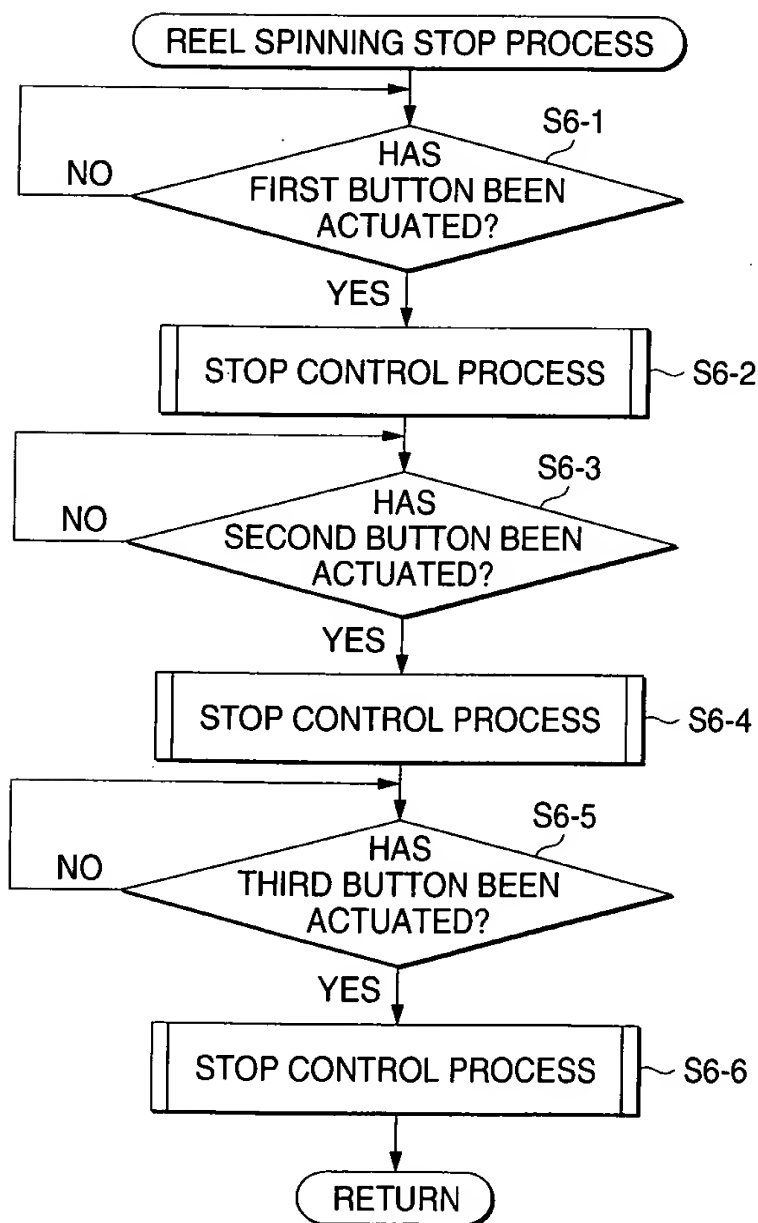 REEL SPINNING STOP PROCESS
S6-1
HAS
FIRST BUTTON BEEN
ACTUATED?
NO
YES
STOP CONTROL PROCESS
S6-2
S6-3
HAS
SECOND BUTTON BEEN
ACTUATED?
NO
YES
STOP CONTROL PROCESS
S6-4
S6-5
HAS
THIRD BUTTON BEEN
ACTUATED?
NO
YES
STOP CONTROL PROCESS
S6-6
RETURN